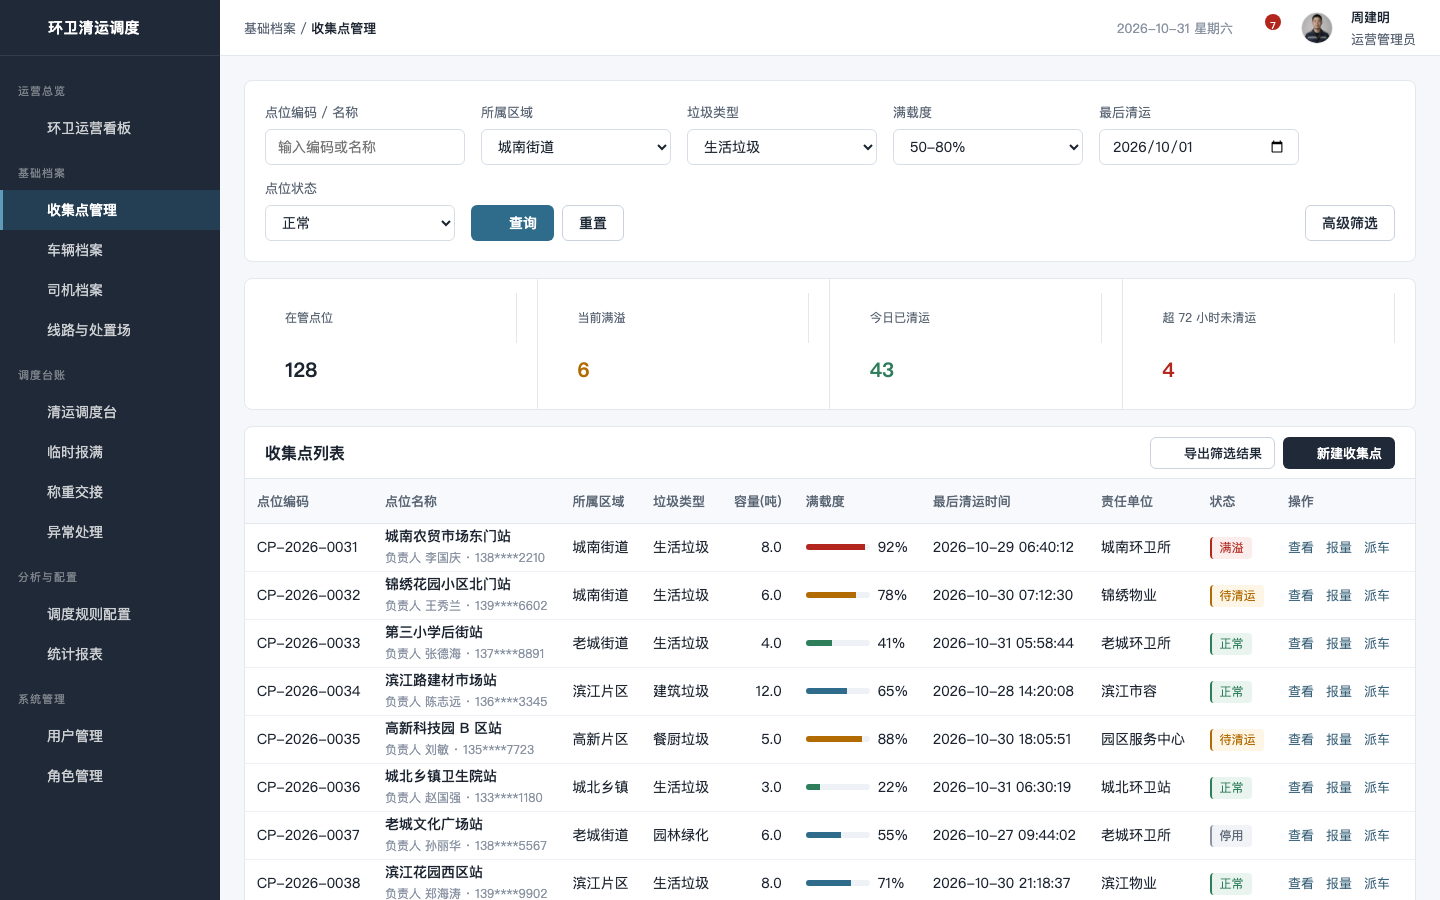 环卫清运调度
运营总览
环卫运营看板
基础档案
收集点管理
车辆档案
司机档案
线路与处置场
调度台账
清运调度台
临时报满
称重交接
异常处理
分析与配置
调度规则配置
统计报表
系统管理
用户管理
角色管理
基础档案 / 收集点管理
2026-10-31 星期六
7
周建明
运营管理员
点位编码 / 名称
输入编码或名称
所属区域
城南街道
垃圾类型
生活垃圾
满载度
50-80%
最后清运
2026/10/01
点位状态
正常
查询
重置
高级筛选
在管点位
128
当前满溢
6
今日已清运
43
超 72 小时未清运
4
收集点列表
导出筛选结果
新建收集点
点位编码 点位名称 所属区域 垃圾类型 容量(吨) 满载度 最后清运时间 责任单位 状态 操作
CP-2026-0031 城南农贸市场东门站 城南街道 生活垃圾 8.0 92% 2026-10-29 06:40:12 城南环卫所 满溢 查看 报量 派车
负责人 李国庆 · 138****2210
CP-2026-0032 锦绣花园小区北门站 城南街道 生活垃圾 6.0 78% 2026-10-30 07:12:30 锦绣物业 待清运 查看 报量 派车
负责人 王秀兰 · 139****6602
CP-2026-0033 第三小学后街站 老城街道 生活垃圾 4.0 41% 2026-10-31 05:58:44 老城环卫所 正常 查看 报量 派车
负责人 张德海 · 137****8891
CP-2026-0034 滨江路建材市场站 滨江片区 建筑垃圾 12.0 65% 2026-10-28 14:20:08 滨江市容 正常 查看 报量 派车
负责人 陈志远 · 136****3345
CP-2026-0035 高新科技园 B 区站 高新片区 餐厨垃圾 5.0 88% 2026-10-30 18:05:51 园区服务中心 待清运 查看 报量 派车
负责人 刘敏 · 135****7723
CP-2026-0036 城北乡镇卫生院站 城北乡镇 生活垃圾 3.0 22% 2026-10-31 06:30:19 城北环卫站 正常 查看 报量 派车
负责人 赵国强 · 133****1180
CP-2026-0037 老城文化广场站 老城街道 园林绿化 6.0 55% 2026-10-27 09:44:02 老城环卫所 停用 查看 报量 派车
负责人 孙丽华 · 138****5567
CP-2026-0038 滨江花园西区站 滨江片区 生活垃圾 8.0 71% 2026-10-30 21:18:37 滨江物业 正常 查看 报量 派车
负责人 郑海涛 · 139****9902